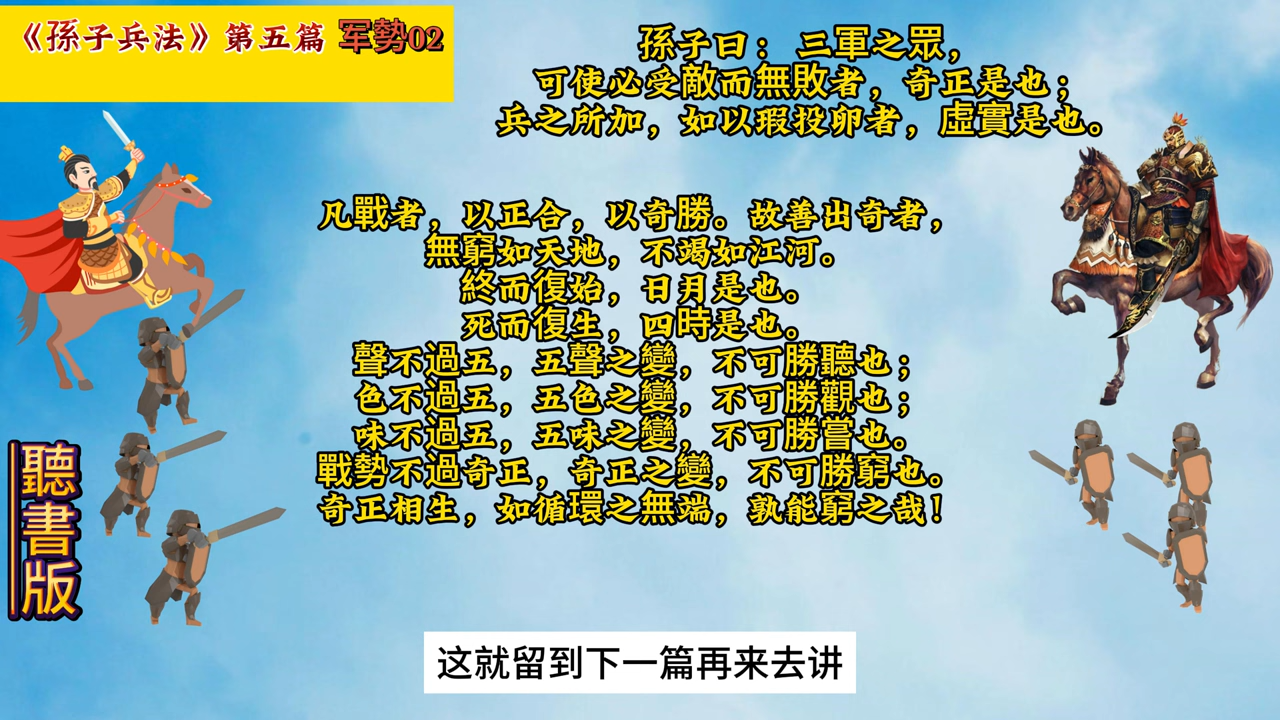 《孫子兵法》第五篇 军勢02
孫子曰： 三軍之眾，
可使必受敵而無敗者，奇正是也；
兵之所加，如以瑕投卵者，虛實是也。
凡戰者，以正合，以奇勝。故善出奇者，
無窮如天地，不竭如江河。
終而復始，日月是也。
死而復生，四時是也。
聲不過五，五聲之變，不可勝聽也；
色不過五，五色之變，不可勝觀也；
味不過五，五味之變，不可勝嘗也。
戰勢不過奇正，奇正之變，不可勝窮也。
奇正相生，如循環之無端，孰能窮之哉！
聽書版
这就留到下一篇再来去讲